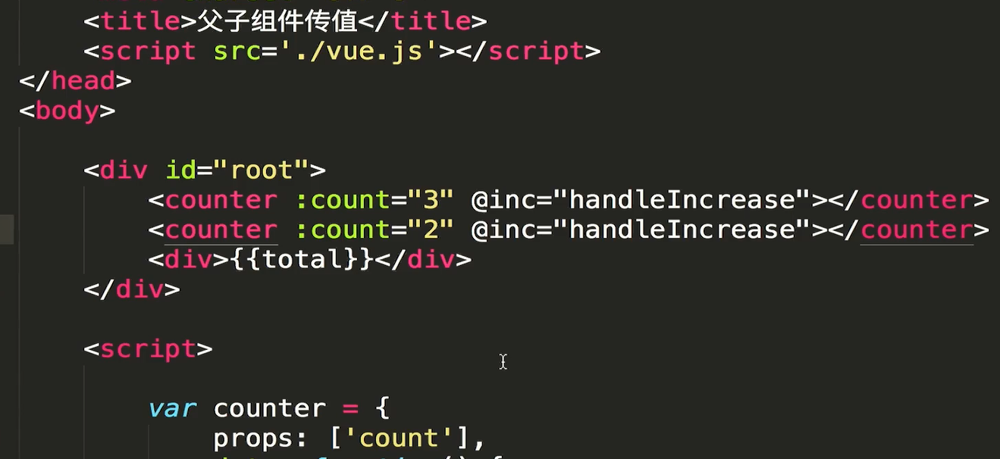 <title>父子组件传值</title>
<script src='./vue.js'></script>
</head>
<body>
<div id="root">
<counter :count="3" @inc="handleIncrease"></counter>
<counter :count="2" @inc="handleIncrease"></counter>
<div>{{total}}</div>
</div>
<script>
var counter = {
props: ['count'],